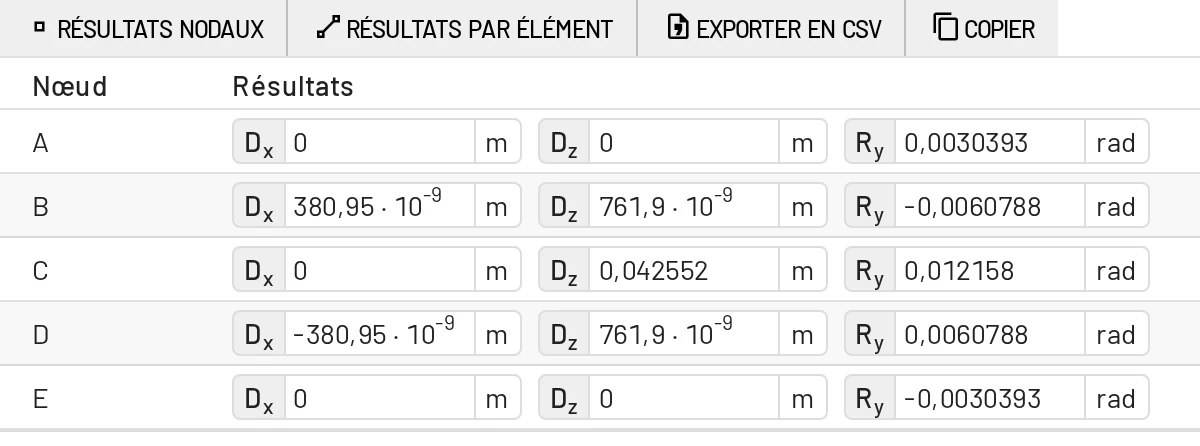 RÉSULTATS NODAUX RÉSULTATS PAR ÉLÉMENT EXPORTER EN CSV COPIER
Nœud Résultats
A Dx 0 m Dz 0 m Ry 0,0030393 rad
B Dx 380,95 · 10⁻⁹ m Dz 761,9 · 10⁻⁹ m Ry -0,0060788 rad
C Dx 0 m Dz 0,042552 m Ry 0,012158 rad
D Dx -380,95 · 10⁻⁹ m Dz 761,9 · 10⁻⁹ m Ry 0,0060788 rad
E Dx 0 m Dz 0 m Ry -0,0030393 rad